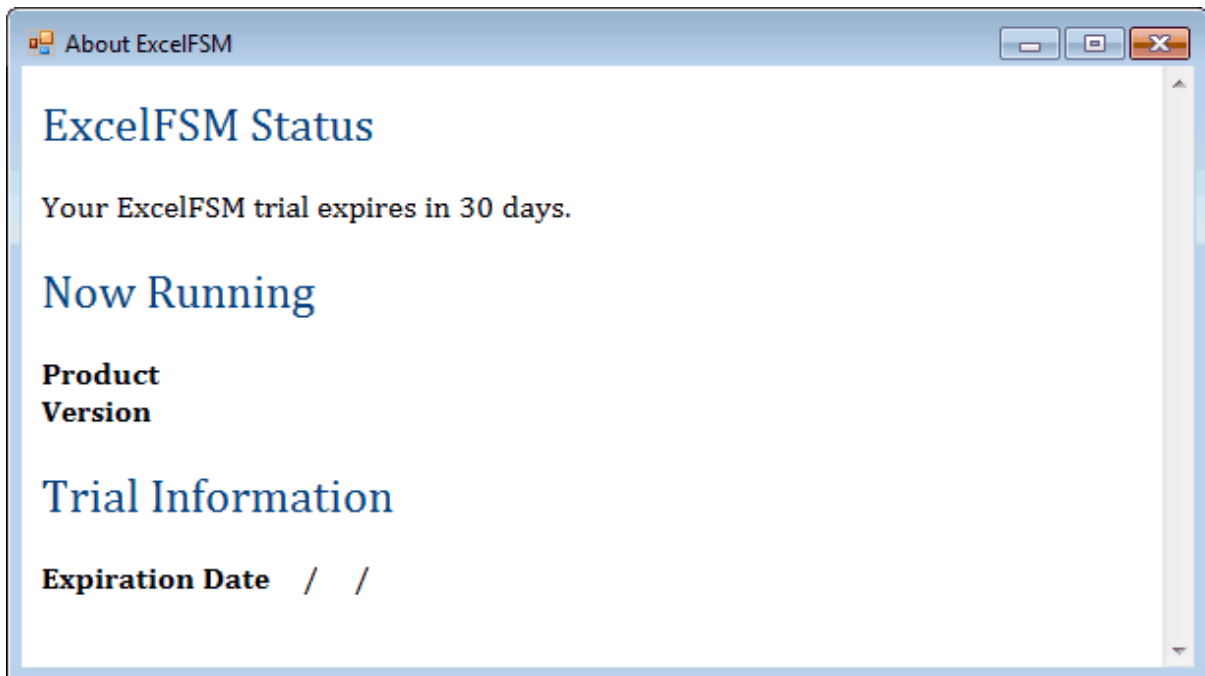 About ExcelFSM
ExcelFSM Status
Your ExcelFSM trial expires in 30 days.
Now Running
Product
Version
Trial Information
Expiration Date / /